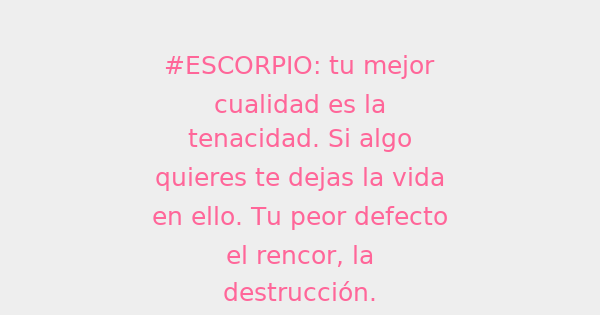 #ESCORPIO: tu mejor
cualidad es la
tenacidad. Si algo
quieres te dejas la vida
en ello. Tu peor defecto
el rencor, la
destrucción.